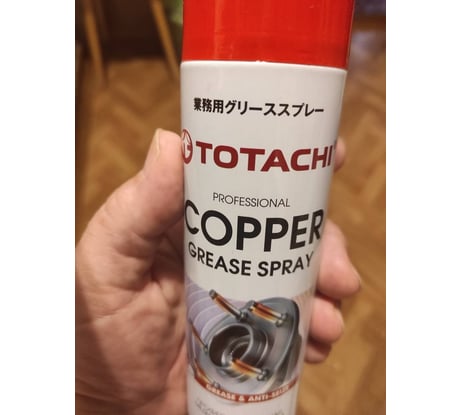 業務用グリーススプレー
TOTACHI
PROFESSIONAL
COPPER
GREASE SPRAY
GREASE & ANTI-SEIZE